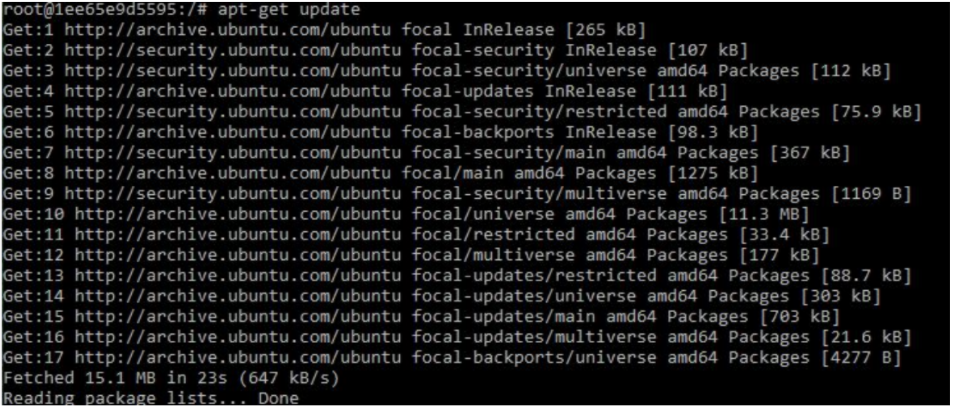 root@1ee65e9d5595:/# apt-get update
Get:1 http://archive.ubuntu.com/ubuntu focal InRelease [265 kB]
Get:2 http://security.ubuntu.com/ubuntu focal-security InRelease [107 kB]
Get:3 http://security.ubuntu.com/ubuntu focal-security/universe amd64 Packages [112 kB]
Get:4 http://archive.ubuntu.com/ubuntu focal-updates InRelease [111 kB]
Get:5 http://security.ubuntu.com/ubuntu focal-security/restricted amd64 Packages [75.9 kB]
Get:6 http://archive.ubuntu.com/ubuntu focal-backports InRelease [98.3 kB]
Get:7 http://security.ubuntu.com/ubuntu focal-security/main amd64 Packages [367 kB]
Get:8 http://archive.ubuntu.com/ubuntu focal/main amd64 Packages [1275 kB]
Get:9 http://security.ubuntu.com/ubuntu focal-security/multiverse amd64 Packages [1169 B]
Get:10 http://archive.ubuntu.com/ubuntu focal/universe amd64 Packages [11.3 MB]
Get:11 http://archive.ubuntu.com/ubuntu focal/restricted amd64 Packages [33.4 kB]
Get:12 http://archive.ubuntu.com/ubuntu focal/multiverse amd64 Packages [177 kB]
Get:13 http://archive.ubuntu.com/ubuntu focal-updates/restricted amd64 Packages [88.7 kB]
Get:14 http://archive.ubuntu.com/ubuntu focal-updates/universe amd64 Packages [303 kB]
Get:15 http://archive.ubuntu.com/ubuntu focal-updates/main amd64 Packages [703 kB]
Get:16 http://archive.ubuntu.com/ubuntu focal-updates/multiverse amd64 Packages [21.6 kB]
Get:17 http://archive.ubuntu.com/ubuntu focal-backports/universe amd64 Packages [4277 B]
Fetched 15.1 MB in 23s (647 kB/s)
Reading package lists... Done